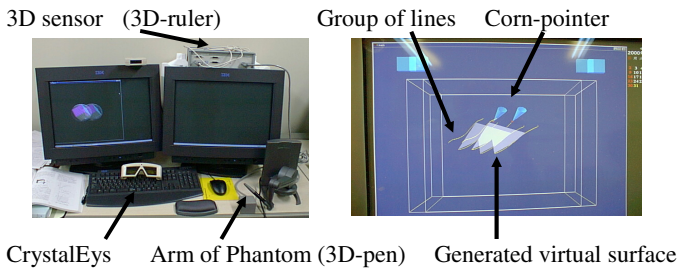 3D sensor (3D-ruler)
Group of lines
Corn-pointer
IBM
IBM
2000
CrystalEys
Arm of Phantom (3D-pen)
Generated virtual surface